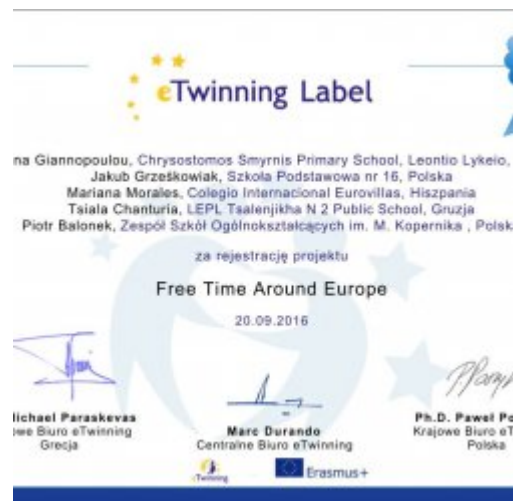 eTwinning Label
na Giannopoulou, Chrysostomos Smyrnis Primary School, Leontio Lykeio,
Jakub Grześkowiak, Szkoła Podstawowa nr 16, Polska
Mariana Morales, Colegio Internacional Eurovillas, Hiszpania
Tsiala Chanturia, LEPL Tsalenjikha N 2 Public School, Gruzja
Piotr Balonek, Zespół Szkół Ogólnokształcących im. M. Kopernika , Polsk
za rejestrację projektu
Free Time Around Europe
20.09.2016
lichael Paraskevas
owe Biuro eTwinning
Grecja
Marc Durando
Centralne Biuro eTwinning
Ph.D. Paweł Po
Krajowe Biuro eT
Polska
eTwinning
Erasmus+